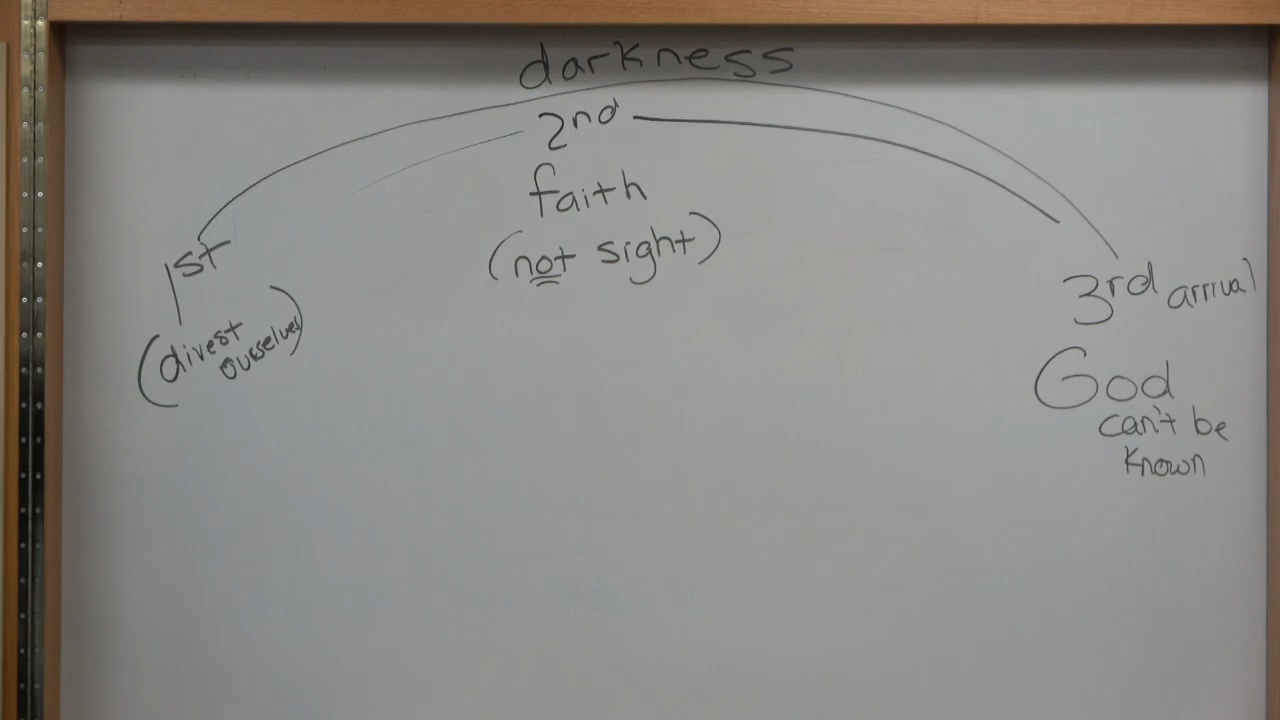 darkness
2nd
faith
(not sight)
1st
(divest
ourselves)
3rd arrival
God
can't be
known